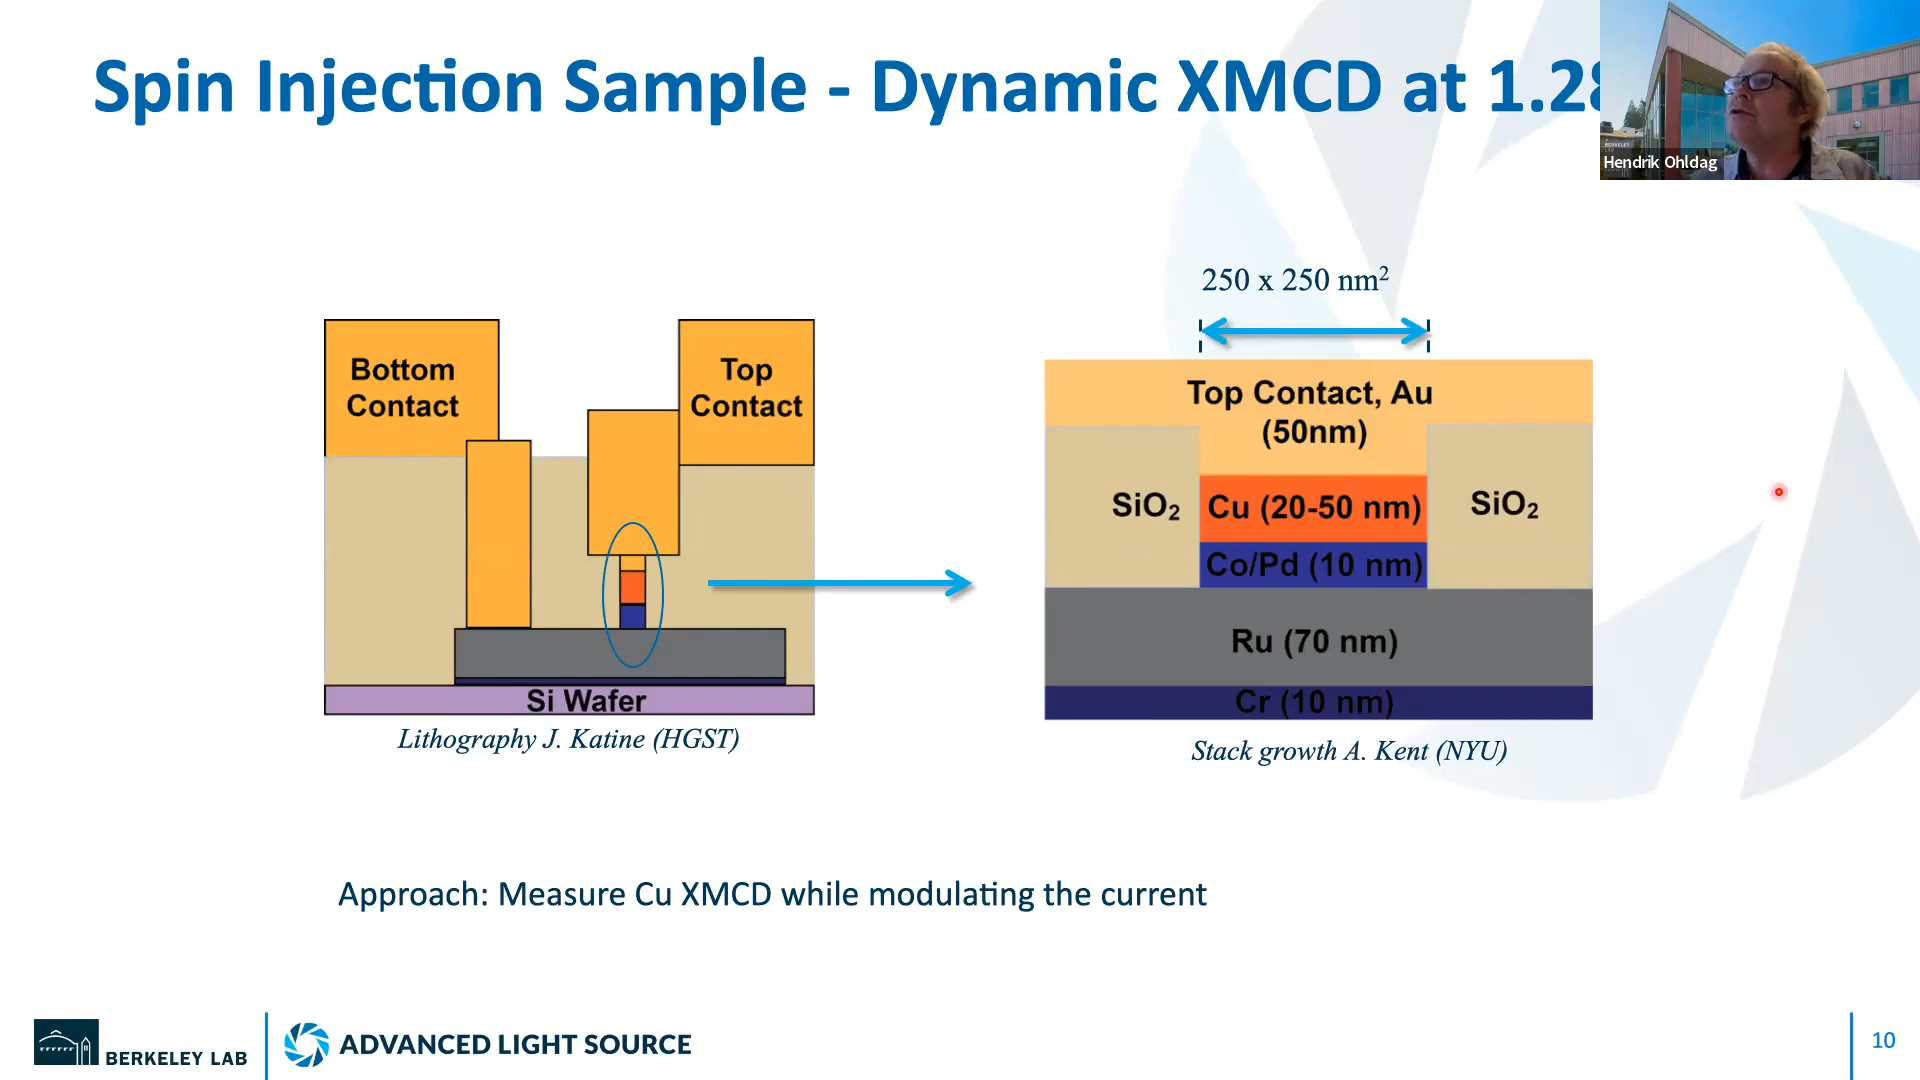 Spin Injection Sample - Dynamic XMCD at 1.28
Hendrik Ohldag
250 x 250 nm²
Bottom
Contact
Top
Contact
Si Wafer
Lithography J. Katine (HGST)
Top Contact, Au
(50nm)
SiO₂
Cu (20-50 nm)
SiO₂
Co/Pd (10 nm)
Ru (70 nm)
Cr (10 nm)
Stack growth A. Kent (NYU)
Approach: Measure Cu XMCD while modulating the current
BERKELEY LAB
ADVANCED LIGHT SOURCE
10